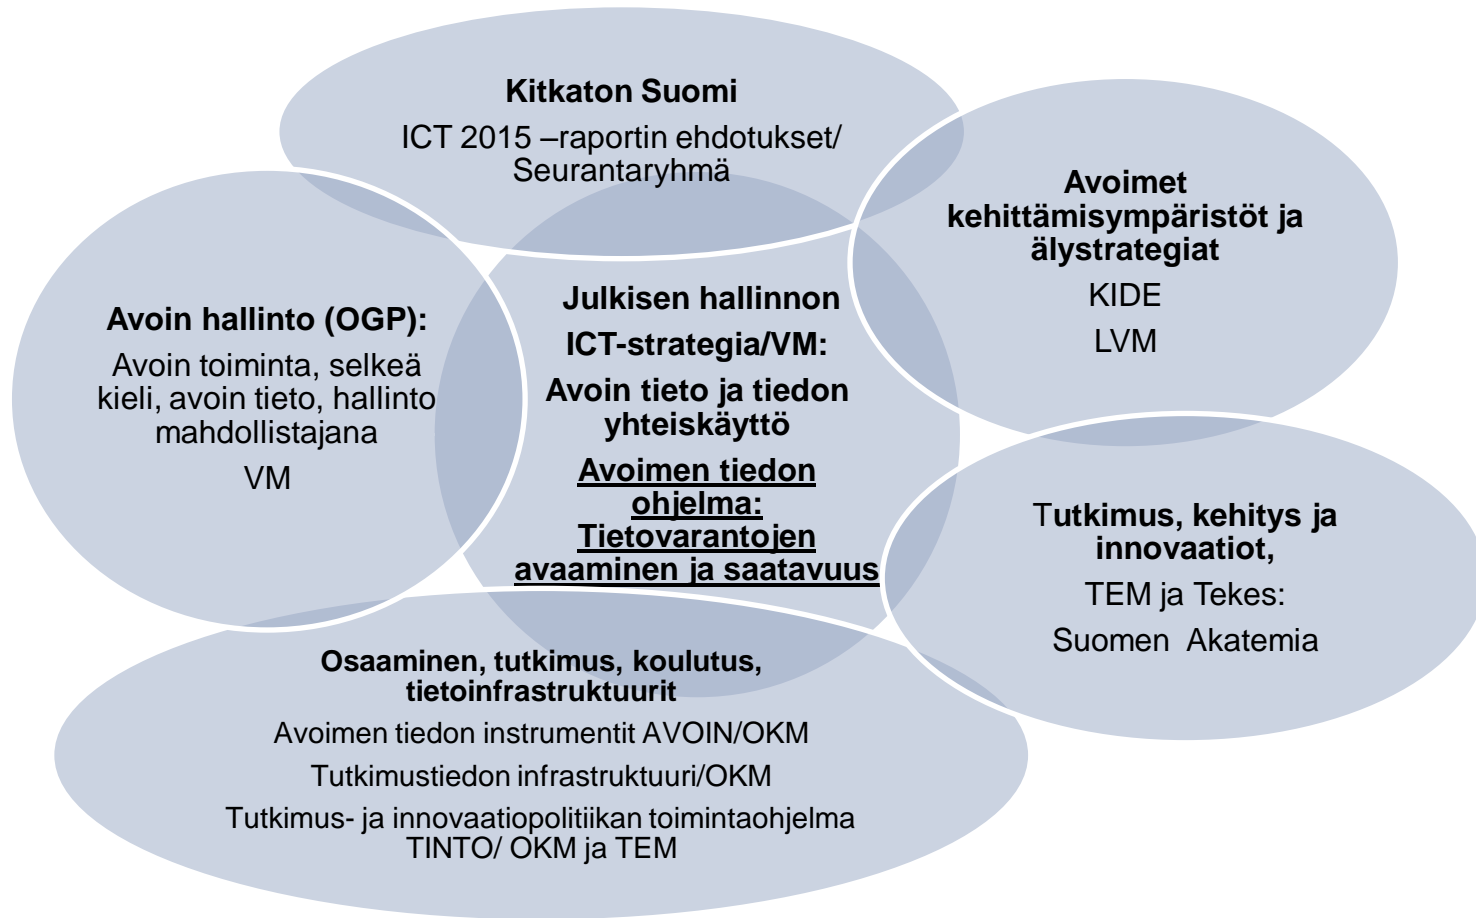 Kitkaton Suomi
ICT 2015 –raportin ehdotukset/
Seurantaryhmä
Avoimet
kehittämisympäristöt ja
älystrategiat
KIDE
LVM
Avoin hallinto (OGP):
Avoin toiminta, selkeä
kieli, avoin tieto, hallinto
mahdollistajana
VM
Julkisen hallinnon
ICT-strategia/VM:
Avoin tieto ja tiedon
yhteiskäyttö
Avoimen tiedon
ohjelma:
Tietovarantojen
avaaminen ja saatavuus
Tutkimus, kehitys ja
innovaatiot,
TEM ja Tekes:
Suomen Akatemia
Osaaminen, tutkimus, koulutus,
tietoinfrastruktuurit
Avoimen tiedon instrumentit AVOIN/OKM
Tutkimustiedon infrastruktuuri/OKM
Tutkimus- ja innovaatiopolitiikan toimintaohjelma
TINTO/ OKM ja TEM